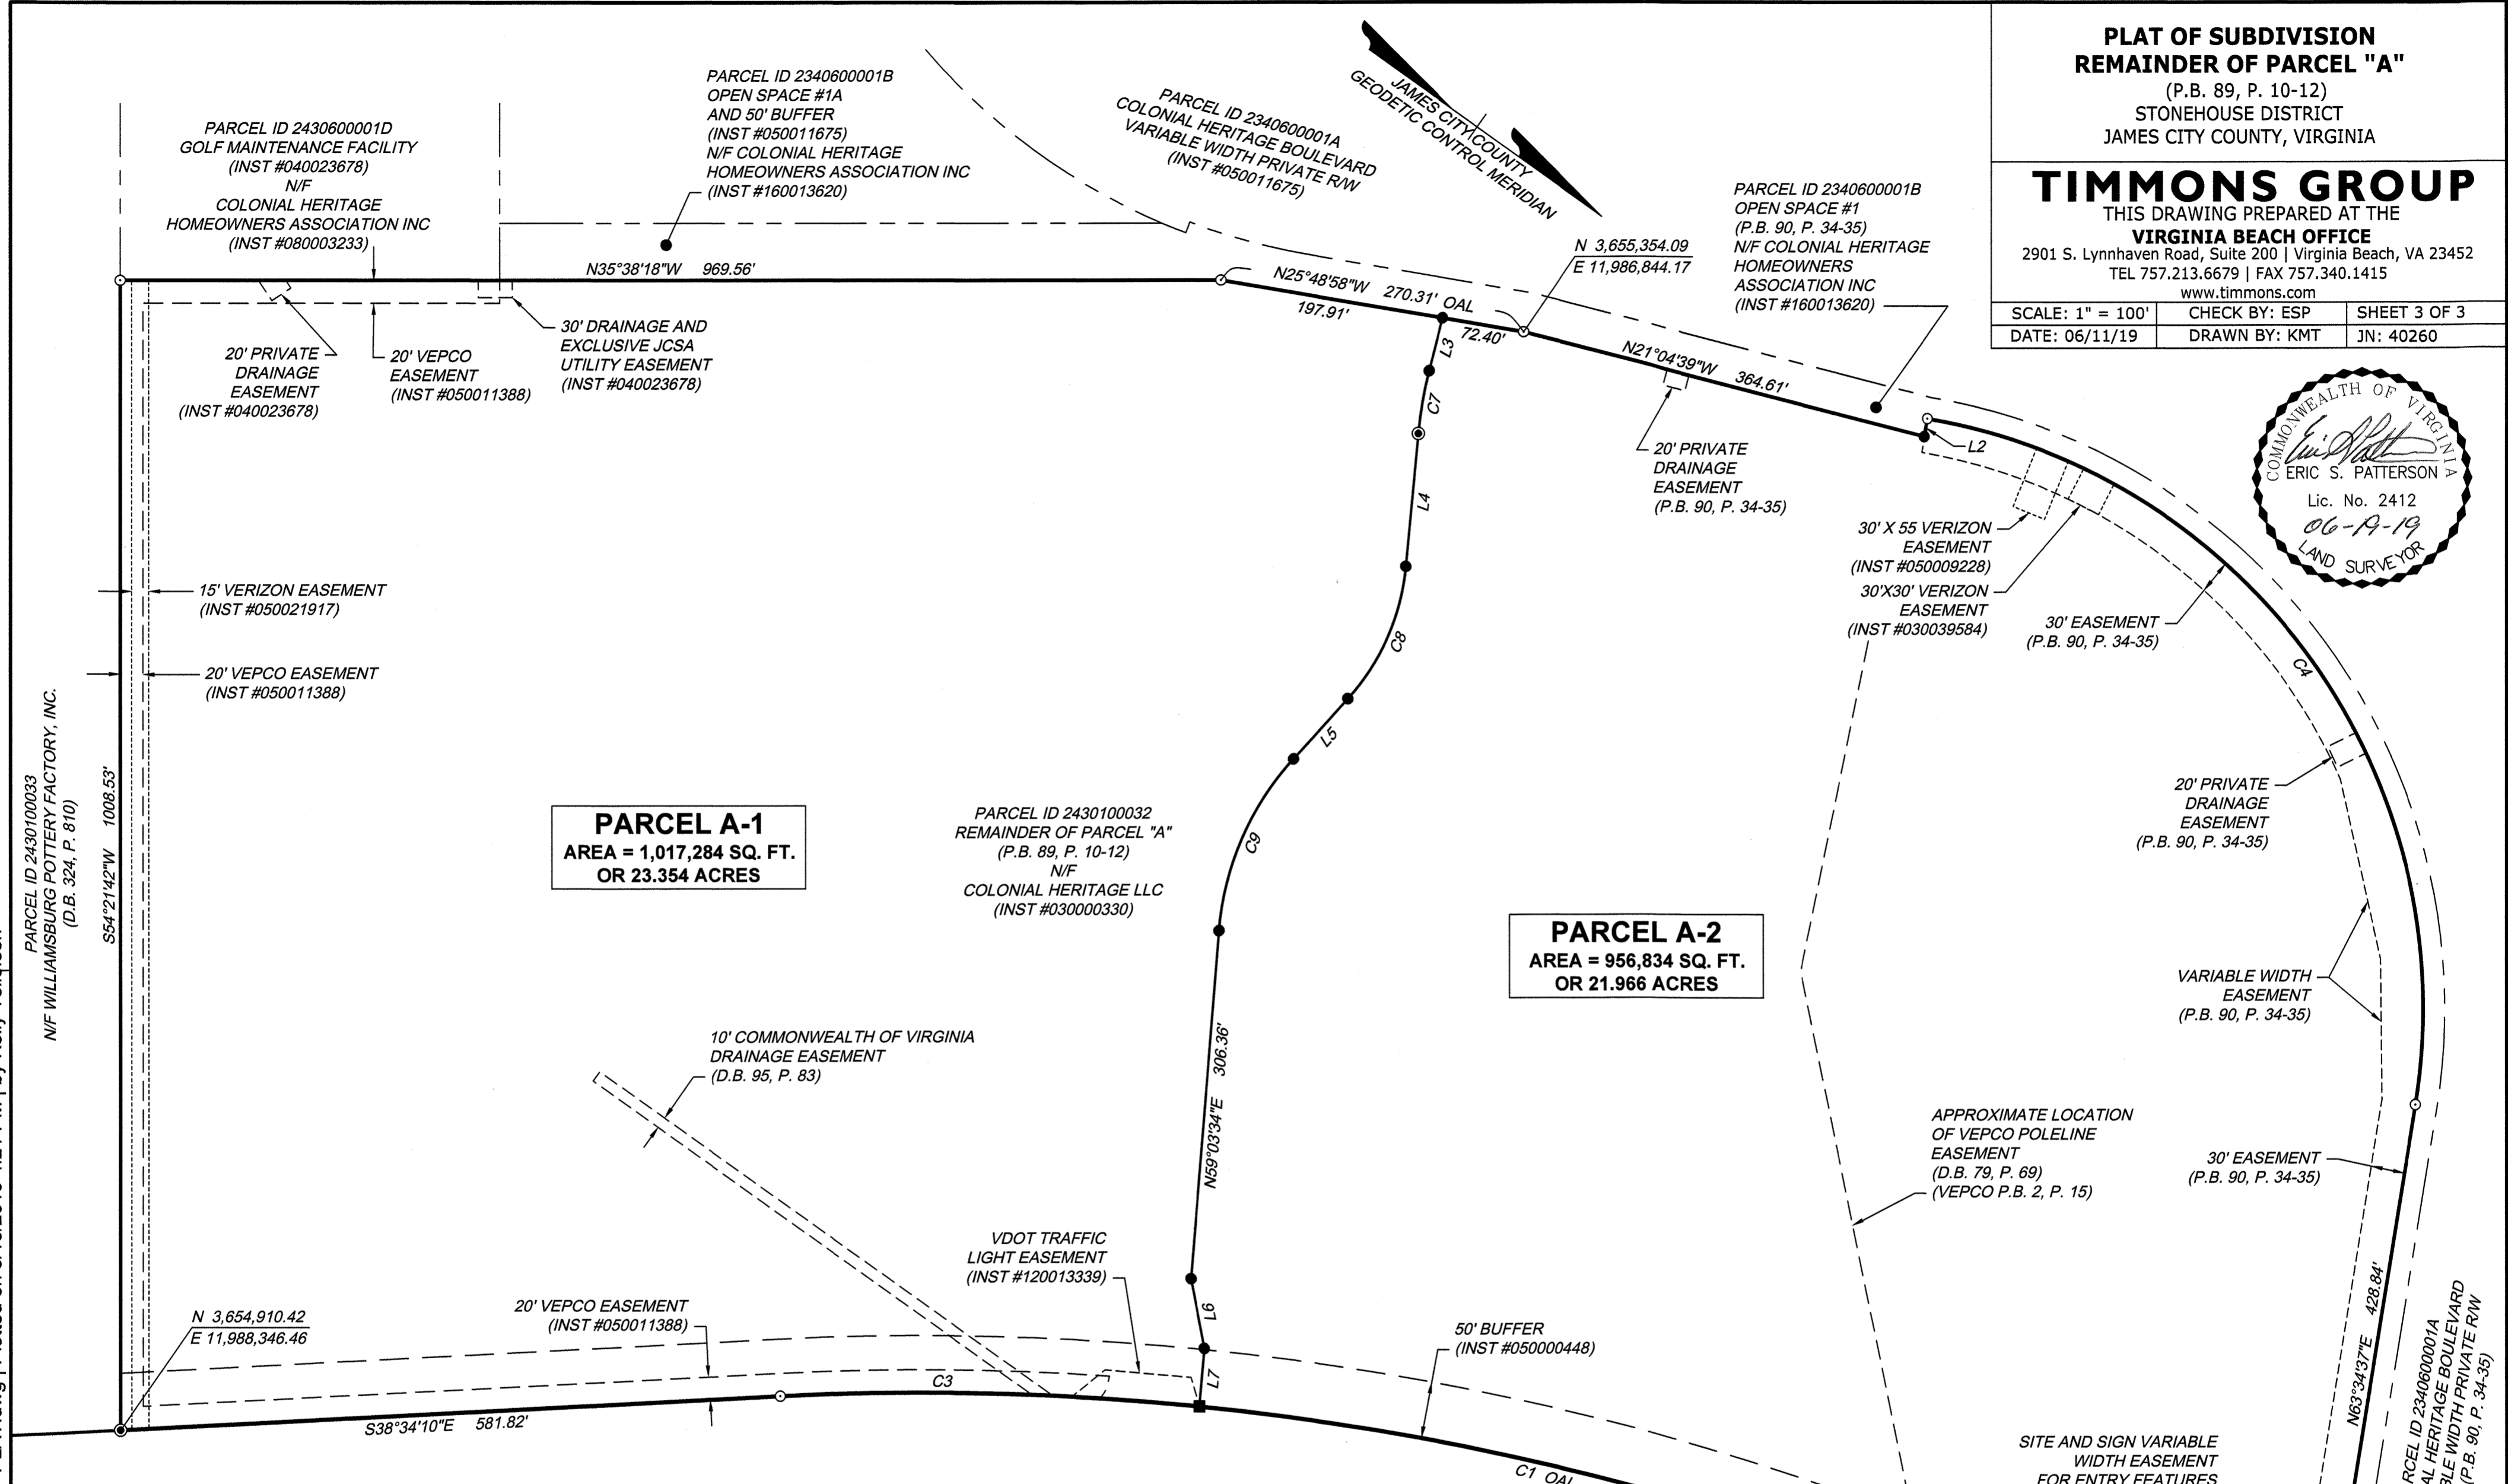 PLAT OF SUBDIVISION
REMAINDER OF PARCEL "A"
(P.B. 89, P. 10-12)
STONEHOUSE DISTRICT
JAMES CITY COUNTY, VIRGINIA
TIMMONS GROUP
THIS DRAWING PREPARED AT THE
VIRGINIA BEACH OFFICE
2901 S. Lynnhaven Road, Suite 200 | Virginia Beach, VA 23452
TEL 757.213.6679 | FAX 757.340.1415
www.timmons.com
SCALE: 1" = 100' CHECK BY: ESP SHEET 3 OF 3
DATE: 06/11/19 DRAWN BY: KMT JN: 40260
COMMONWEALTH OF VIRGINIA
ERIC S. PATTERSON
Lic. No. 2412
06-19-19
LAND SURVEYOR
JAMES CITY COUNTY
GEODETIC CONTROL MERIDIAN
PARCEL ID 2430600001D
GOLF MAINTENANCE FACILITY
(INST #040023678)
N/F
COLONIAL HERITAGE
HOMEOWNERS ASSOCIATION INC
(INST #080003233)
PARCEL ID 2340600001B
OPEN SPACE #1A
AND 50' BUFFER
(INST #050011675)
N/F COLONIAL HERITAGE
HOMEOWNERS ASSOCIATION INC
(INST #160013620)
PARCEL ID 2340600001A
COLONIAL HERITAGE BOULEVARD
VARIABLE WIDTH PRIVATE R/W
(INST #050011675)
PARCEL ID 2340600001B
OPEN SPACE #1
(P.B. 90, P. 34-35)
N/F COLONIAL HERITAGE
HOMEOWNERS
ASSOCIATION INC
(INST #160013620)
N 3,655,354.09
E 11,986,844.17
N35°38'18"W 969.56'
N25°48'58"W 270.31' OAL
197.91'
72.40'
N21°04'39"W 364.61'
L3
C7
L4
C8
L5
C9
L2
C4
20' PRIVATE
DRAINAGE
EASEMENT
(INST #040023678)
20' VEPCO
EASEMENT
(INST #050011388)
30' DRAINAGE AND
EXCLUSIVE JCSA
UTILITY EASEMENT
(INST #040023678)
20' PRIVATE
DRAINAGE
EASEMENT
(P.B. 90, P. 34-35)
30' X 55 VERIZON
EASEMENT
(INST #050009228)
30'X30' VERIZON
EASEMENT
(INST #030039584)
30' EASEMENT
(P.B. 90, P. 34-35)
15' VERIZON EASEMENT
(INST #050021917)
20' VEPCO EASEMENT
(INST #050011388)
PARCEL ID 2430100033
N/F WILLIAMSBURG POTTERY FACTORY, INC.
(D.B. 324, P. 810)
S54°21'42"W 1008.53'
PARCEL A-1
AREA = 1,017,284 SQ. FT.
OR 23.354 ACRES
PARCEL ID 2430100032
REMAINDER OF PARCEL "A"
(P.B. 89, P. 10-12)
N/F
COLONIAL HERITAGE LLC
(INST #030000330)
PARCEL A-2
AREA = 956,834 SQ. FT.
OR 21.966 ACRES
20' PRIVATE
DRAINAGE
EASEMENT
(P.B. 90, P. 34-35)
VARIABLE WIDTH
EASEMENT
(P.B. 90, P. 34-35)
10' COMMONWEALTH OF VIRGINIA
DRAINAGE EASEMENT
(D.B. 95, P. 83)
N59°03'34"E 306.36'
APPROXIMATE LOCATION
OF VEPCO POLELINE
EASEMENT
(D.B. 79, P. 69)
(VEPCO P.B. 2, P. 15)
30' EASEMENT
(P.B. 90, P. 34-35)
VDOT TRAFFIC
LIGHT EASEMENT
(INST #120013339)
20' VEPCO EASEMENT
(INST #050011388)
N 3,654,910.42
E 11,988,346.46
50' BUFFER
(INST #050000448)
L6
L7
C3
S38°34'10"E 581.82'
C1 OAL
N63°34'37"E 428.84'
RCEL ID 2340600001A
AL HERITAGE BOULEVARD
BLE WIDTH PRIVATE R/W
(P.B. 90, P. 34-35)
SITE AND SIGN VARIABLE
WIDTH EASEMENT
FOR ENTRY FEATURES